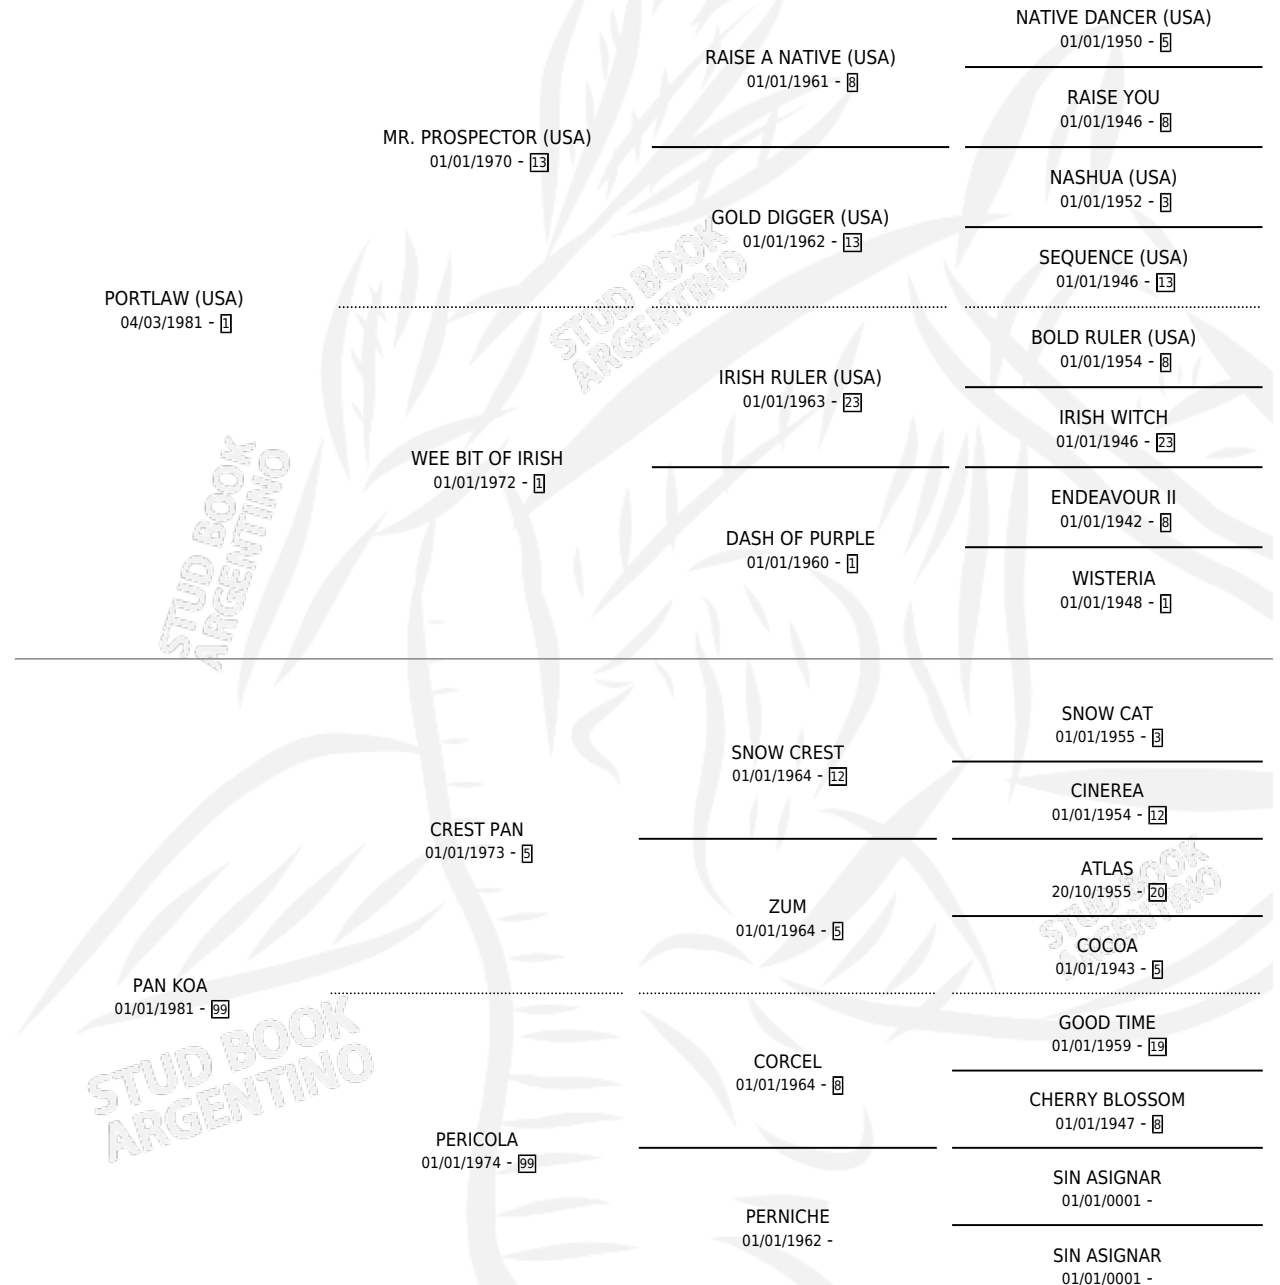 NATIVE DANCER (USA)
01/01/1950 - 5
RAISE A NATIVE (USA)
01/01/1961 - 8
RAISE YOU
01/01/1946 - 8
MR. PROSPECTOR (USA)
01/01/1970 - 13
NASHUA (USA)
01/01/1952 - 3
GOLD DIGGER (USA)
01/01/1962 - 13
SEQUENCE (USA)
01/01/1946 - 13
PORTLAW (USA)
04/03/1981 - 1
BOLD RULER (USA)
01/01/1954 - 8
IRISH RULER (USA)
01/01/1963 - 23
IRISH WITCH
01/01/1946 - 23
WEE BIT OF IRISH
01/01/1972 - 1
ENDEAVOUR II
01/01/1942 - 8
DASH OF PURPLE
01/01/1960 - 1
WISTERIA
01/01/1948 - 1
SNOW CAT
01/01/1955 - 3
SNOW CREST
01/01/1964 - 12
CINEREA
01/01/1954 - 12
CREST PAN
01/01/1973 - 5
ATLAS
20/10/1955 - 20
ZUM
01/01/1964 - 5
COCOA
01/01/1943 - 5
PAN KOA
01/01/1981 - 99
GOOD TIME
01/01/1959 - 19
CORCEL
01/01/1964 - 8
CHERRY BLOSSOM
01/01/1947 - 8
PERICOLA
01/01/1974 - 99
SIN ASIGNAR
01/01/0001 -
PERNICHE
01/01/1962 -
SIN ASIGNAR
01/01/0001 -
STUD BOOK
ARGENTINO
STUD BOOK
ARGENTINO
STUD BOOK
ARGENTINO
STUD BOOK
ARGENTINO